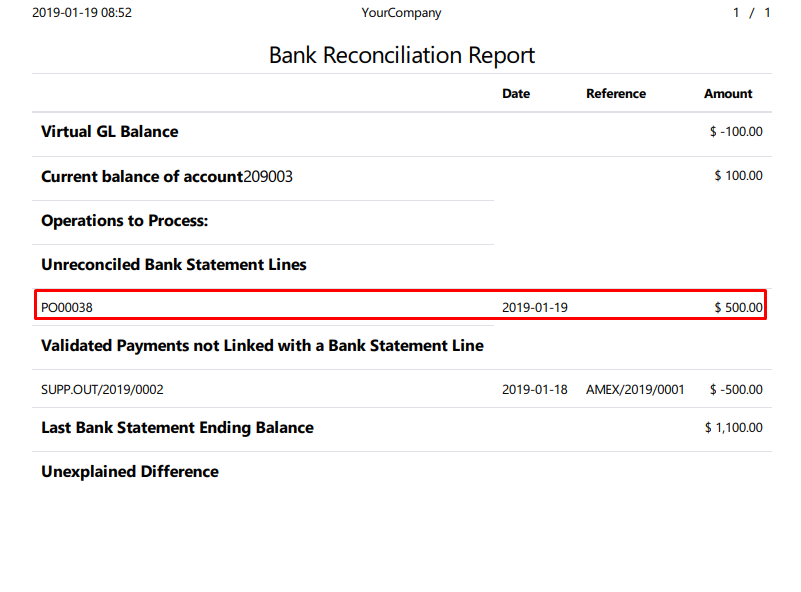 2019-01-19 08:52 YourCompany 1 / 1
Bank Reconciliation Report
Date Reference Amount
Virtual GL Balance $ -100.00
Current balance of account209003 $ 100.00
Operations to Process:
Unreconciled Bank Statement Lines
PO00038 2019-01-19 $ 500.00
Validated Payments not Linked with a Bank Statement Line
SUPP.OUT/2019/0002 2019-01-18 AMEX/2019/0001 $ -500.00
Last Bank Statement Ending Balance $ 1,100.00
Unexplained Difference